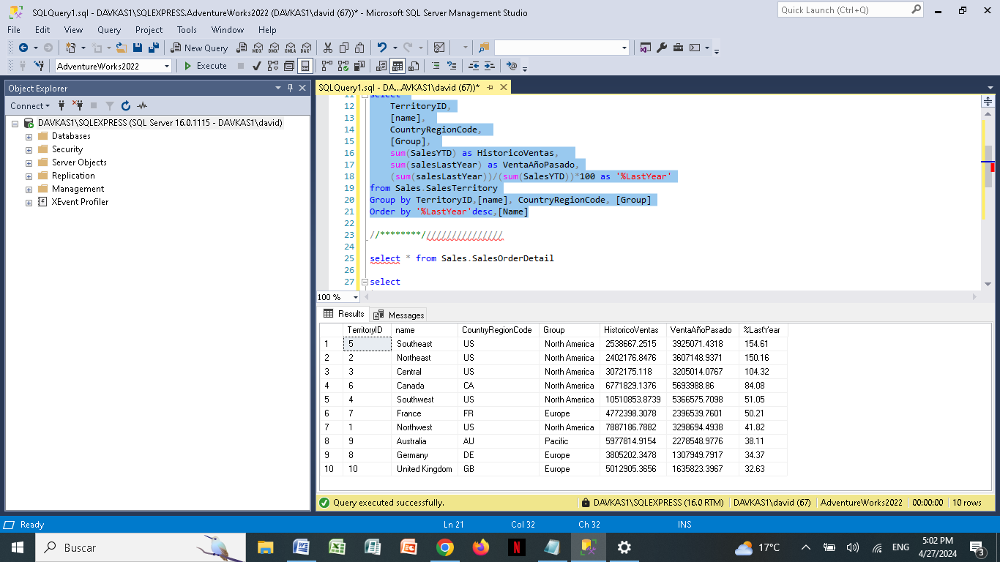 SQLQuery1.sql - DAVKAS1\SQLEXPRESS.AdventureWorks2022 (DAVKAS1\david (67))* - Microsoft SQL Server Management Studio
Quick Launch (Ctrl+Q)
File Edit View Query Project Tools Window Help
New Query MDX DMX XMLA DAX
AdventureWorks2022 Execute
Object Explorer
SQLQuery1.sql - DA...AVKAS1\david (67))*
Connect
DAVKAS1\SQLEXPRESS (SQL Server 16.0.1115 - DAVKAS1\david)
Databases
Security
Server Objects
Replication
Management
XEvent Profiler
11 select
12 TerritoryID,
13 [name],
14 CountryRegionCode,
15 [Group],
16 sum(SalesYTD) as HistoricoVentas,
17 sum(salesLastYear) as VentaAñoPasado,
18 (sum(salesLastYear))/(sum(SalesYTD))*100 as '%LastYear'
19 from Sales.SalesTerritory
20 Group by TerritoryID,[name], CountryRegionCode, [Group]
21 Order by '%LastYear'desc,[Name]
22
23 //********////////////////
24
25 select * from Sales.SalesOrderDetail
26
27 select
100 %
Results Messages
TerritoryID name CountryRegionCode Group HistoricoVentas VentaAñoPasado %LastYear
1 5 Southeast US North America 2538667.2515 3925071.4318 154.61
2 2 Northeast US North America 2402176.8476 3607148.9371 150.16
3 3 Central US North America 3072175.118 3205014.0767 104.32
4 6 Canada CA North America 6771829.1376 5693988.86 84.08
5 4 Southwest US North America 10510853.8739 5366575.7098 51.05
6 7 France FR Europe 4772398.3078 2396539.7601 50.21
7 1 Northwest US North America 7887186.7882 3298694.4938 41.82
8 9 Australia AU Pacific 5977814.9154 2278548.9776 38.11
9 8 Germany DE Europe 3805202.3478 1307949.7917 34.37
10 10 United Kingdom GB Europe 5012905.3656 1635823.3967 32.63
Query executed successfully. DAVKAS1\SQLEXPRESS (16.0 RTM) DAVKAS1\david (67) AdventureWorks2022 00:00:00 10 rows
Ready Ln 21 Col 32 Ch 32 INS
Buscar 17°C ENG 5:02 PM
4/27/2024 3